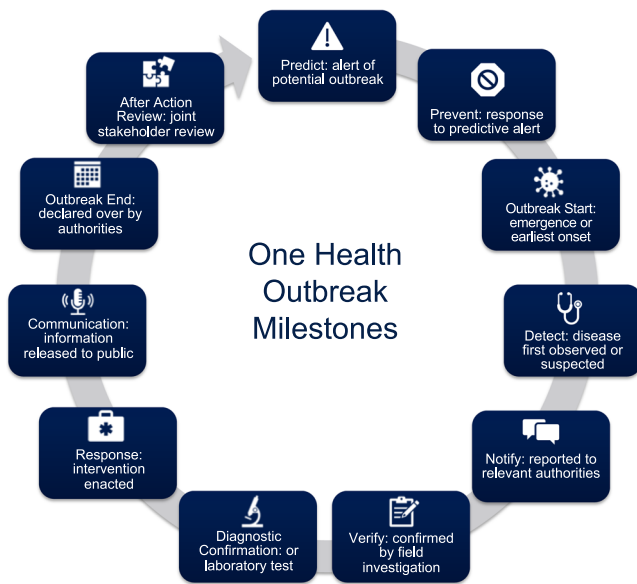 Predict: alert of
potential outbreak
Prevent: response
to predictive alert
Outbreak Start:
emergence or
earliest onset
Detect: disease
first observed or
suspected
Notify: reported to
relevant authorities
Verify: confirmed
by field
investigation
Diagnostic
Confirmation: or
laboratory test
Response:
intervention
enacted
Communication:
information
released to public
Outbreak End:
declared over by
authorities
After Action
Review: joint
stakeholder review
One Health
Outbreak
Milestones